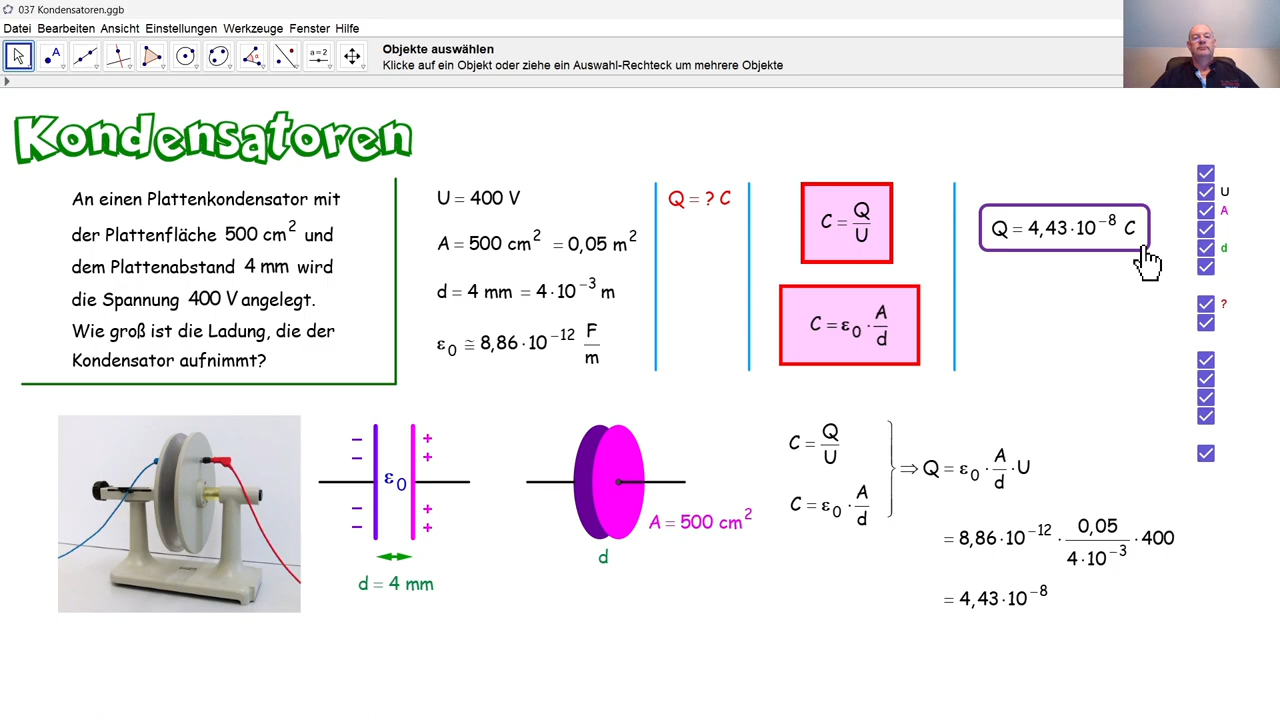 037 Kondensatoren.ggb
Datei Bearbeiten Ansicht Einstellungen Werkzeuge Fenster Hilfe
A
a=2
Objekte auswählen
Klicke auf ein Objekt oder ziehe ein Auswahl-Rechteck um mehrere Objekte
Kondensatoren
An einen Plattenkondensator mit
der Plattenfläche 500 cm² und
dem Plattenabstand 4 mm wird
die Spannung 400 V angelegt.
Wie groß ist die Ladung, die der
Kondensator aufnimmt?
U = 400 V
A = 500 cm² = 0,05 m²
d = 4 mm = 4·10⁻³ m
ε₀ ≅ 8,86·10⁻¹² F/m
Q = ? C
C = Q/U
C = ε₀ · A/d
Q = 4,43·10⁻⁸ C
U
A
d
?
− + 
− +
ε₀
− +
− +
d = 4 mm
A = 500 cm²
d
C = Q/U
C = ε₀ · A/d
⇒ Q = ε₀ · A/d · U
= 8,86·10⁻¹² · 0,05/4·10⁻³ · 400
= 4,43·10⁻⁸